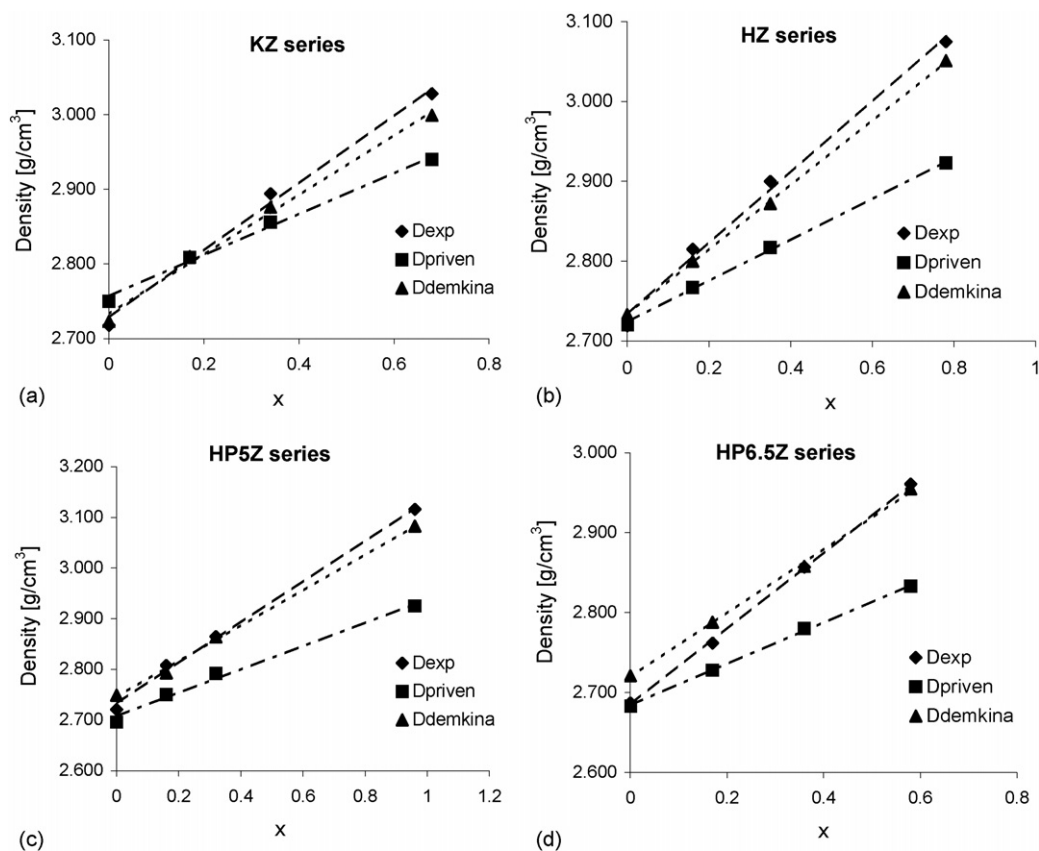 KZ series
Density [g/cm³]
3.100
3.000
2.900
2.800
2.700
0 0.2 0.4 0.6 0.8
x
Dexp
Dpriven
Ddemkina
(a)
HZ series
Density [g/cm³]
3.100
3.000
2.900
2.800
2.700
0 0.2 0.4 0.6 0.8 1
x
Dexp
Dpriven
Ddemkina
(b)
HP5Z series
Density [g/cm³]
3.200
3.100
3.000
2.900
2.800
2.700
2.600
0 0.2 0.4 0.6 0.8 1 1.2
x
Dexp
Dpriven
Ddemkina
(c)
HP6.5Z series
Density [g/cm³]
3.000
2.900
2.800
2.700
2.600
0 0.2 0.4 0.6 0.8
x
Dexp
Dpriven
Ddemkina
(d)